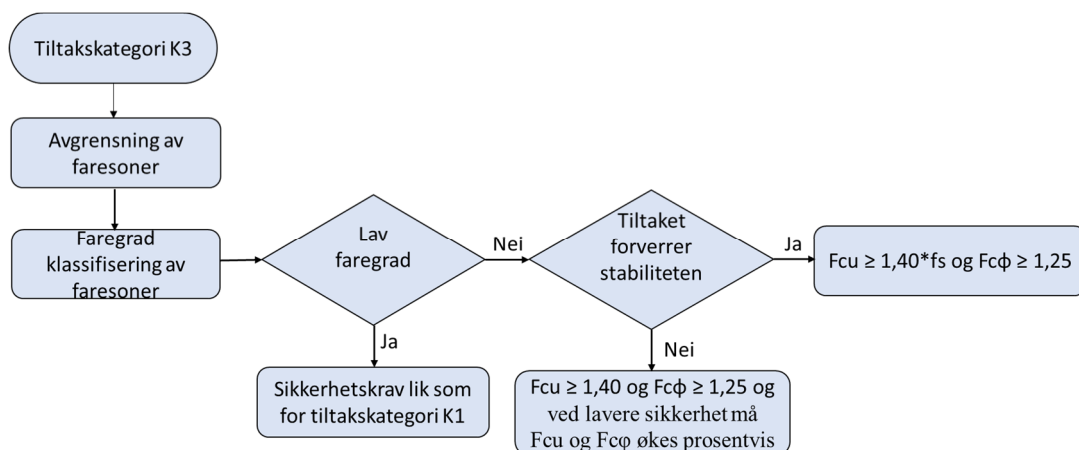 Tiltakskategori K3
Avgrensning av
faresoner
Faregrad
klassifisering av
faresoner
Lav
faregrad
Nei
Tiltaket
forverrer
stabiliteten
Ja
Fcu ≥ 1,40*fs og Fcϕ ≥ 1,25
Ja
Sikkerhetskrav lik som
for tiltakskategori K1
Nei
Fcu ≥ 1,40 og Fcϕ ≥ 1,25 og
ved lavere sikkerhet må
Fcu og Fcφ økes prosentvis